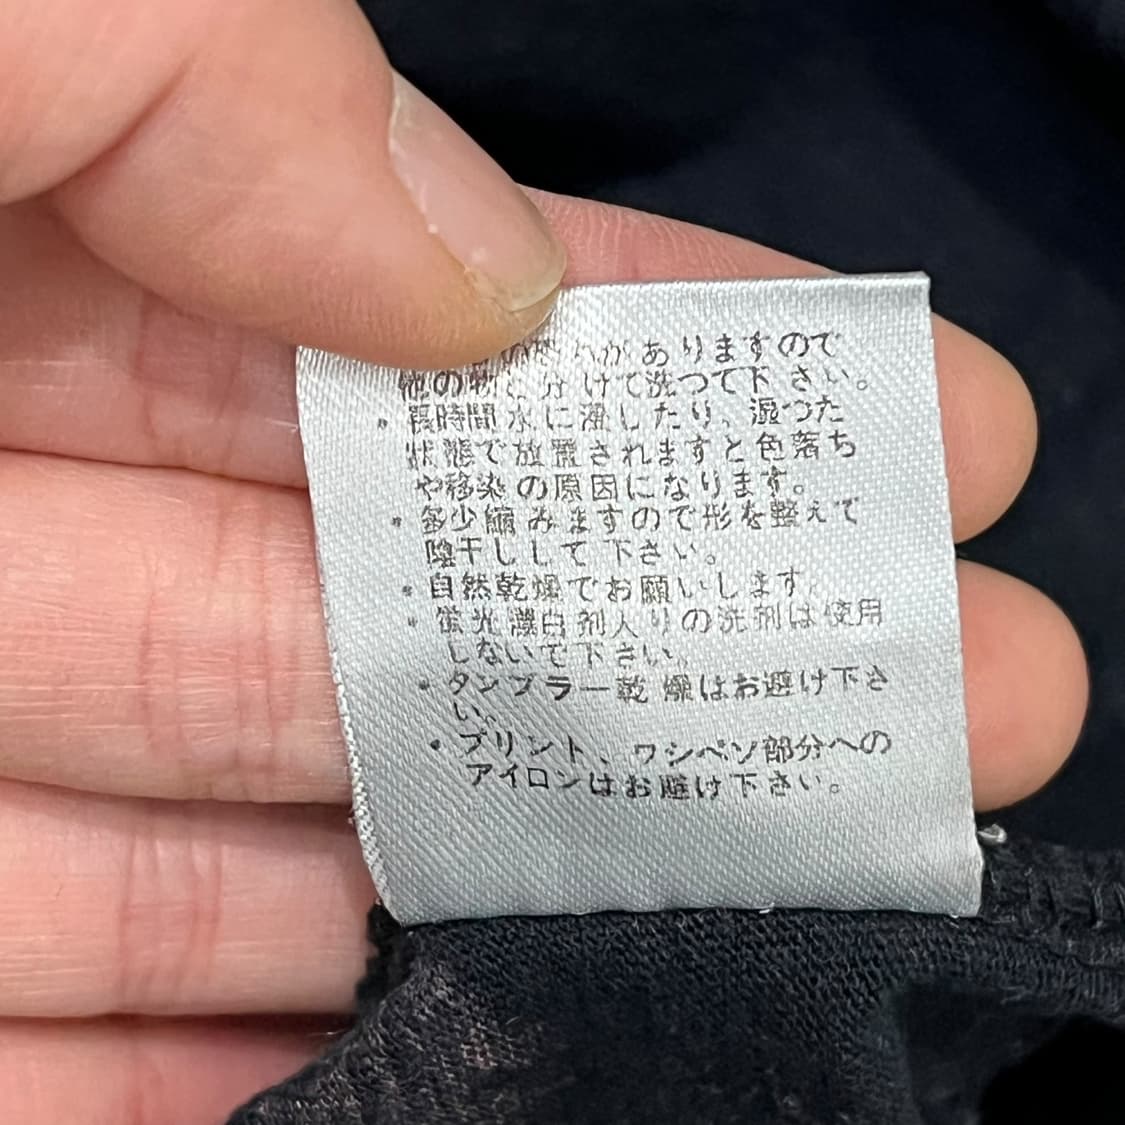 がありますので
他の物と分けて洗つて下さい。
・長時間水に湿したり、湿つた
状態で放置されますと色落ち
や移染の原因になります。
・多少縮みますので形を整えて
陰干しして下さい。
・自然乾燥でお願いします。
・蛍光漂白剤入りの洗剤は使用
しないで下さい。
・タンブラー乾燥はお避け下さ
い。
・プリント、ワシペソ部分への
アイロンはお避け下さい。